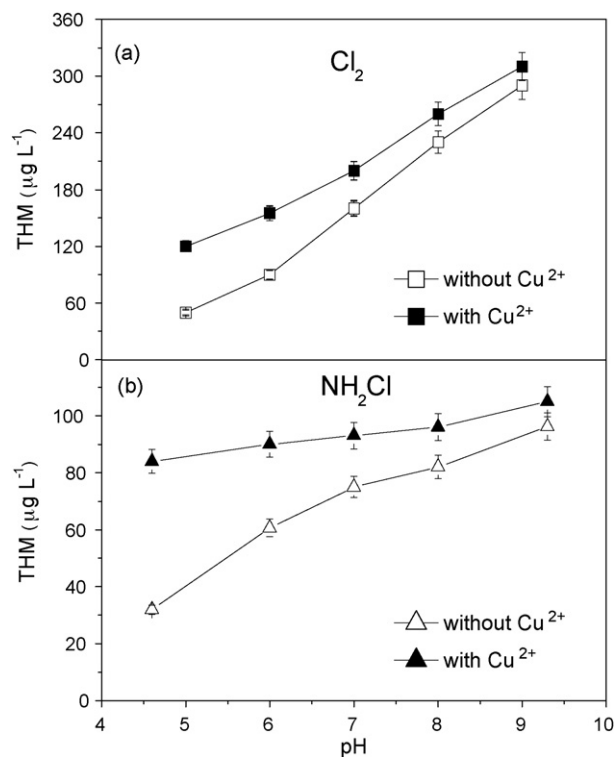 (a)
Cl₂
THM (μg L⁻¹)
360
300
240
180
120
60
0
without Cu²⁺
with Cu²⁺
(b)
NH₂Cl
THM (μg L⁻¹)
100
80
60
40
20
0
without Cu²⁺
with Cu²⁺
4 5 6 7 8 9 10
pH